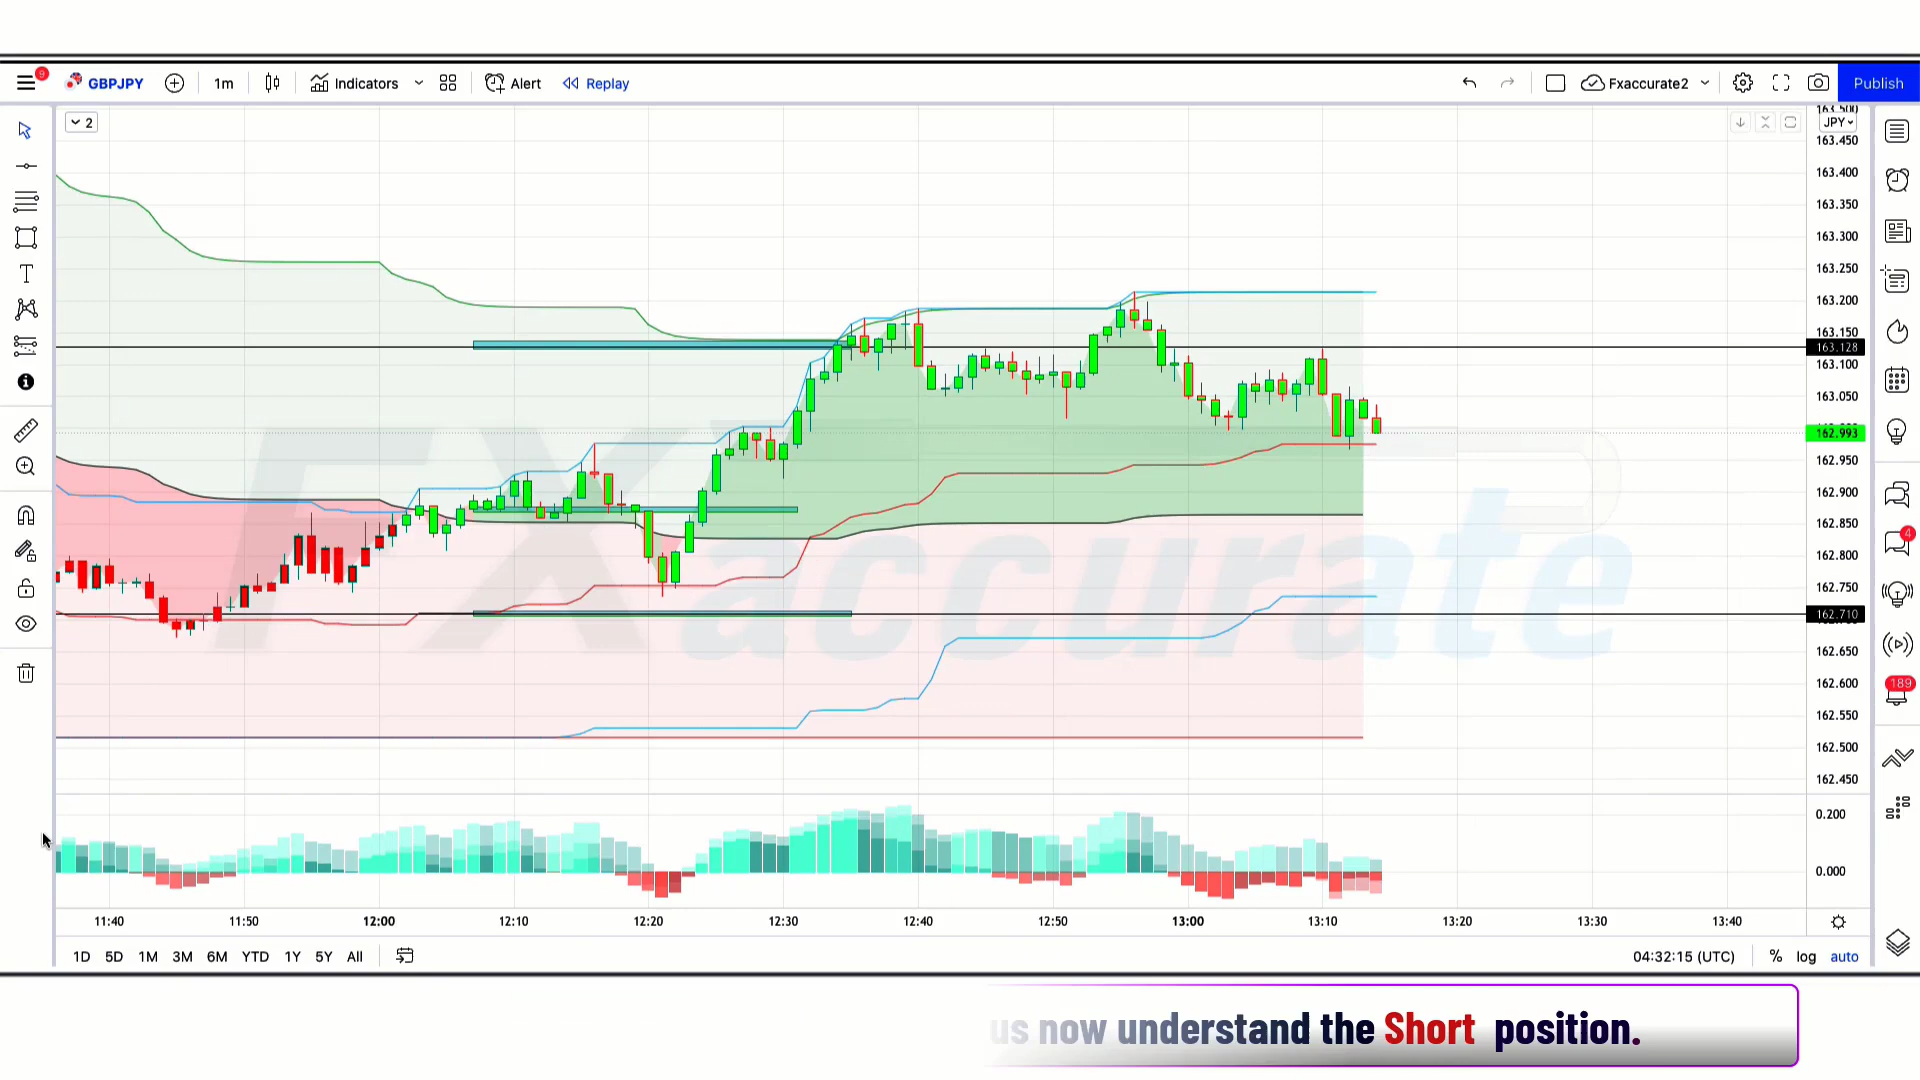 9
GBPJPY
1m
Indicators
Alert
Replay
Fxaccurate2
Publish
2
163.500
JPY
163.450
163.400
163.350
163.300
163.250
163.200
163.150
163.128
163.100
163.050
162.993
162.950
162.900
162.850
162.800
162.750
162.710
162.650
162.600
162.550
162.500
162.450
0.200
0.000
4
189
FXaccurate
11:40 11:50 12:00 12:10 12:20 12:30 12:40 12:50 13:00 13:10 13:20 13:30 13:40
1D 5D 1M 3M 6M YTD 1Y 5Y All
04:32:15 (UTC) % log auto
us now understand the Short position.